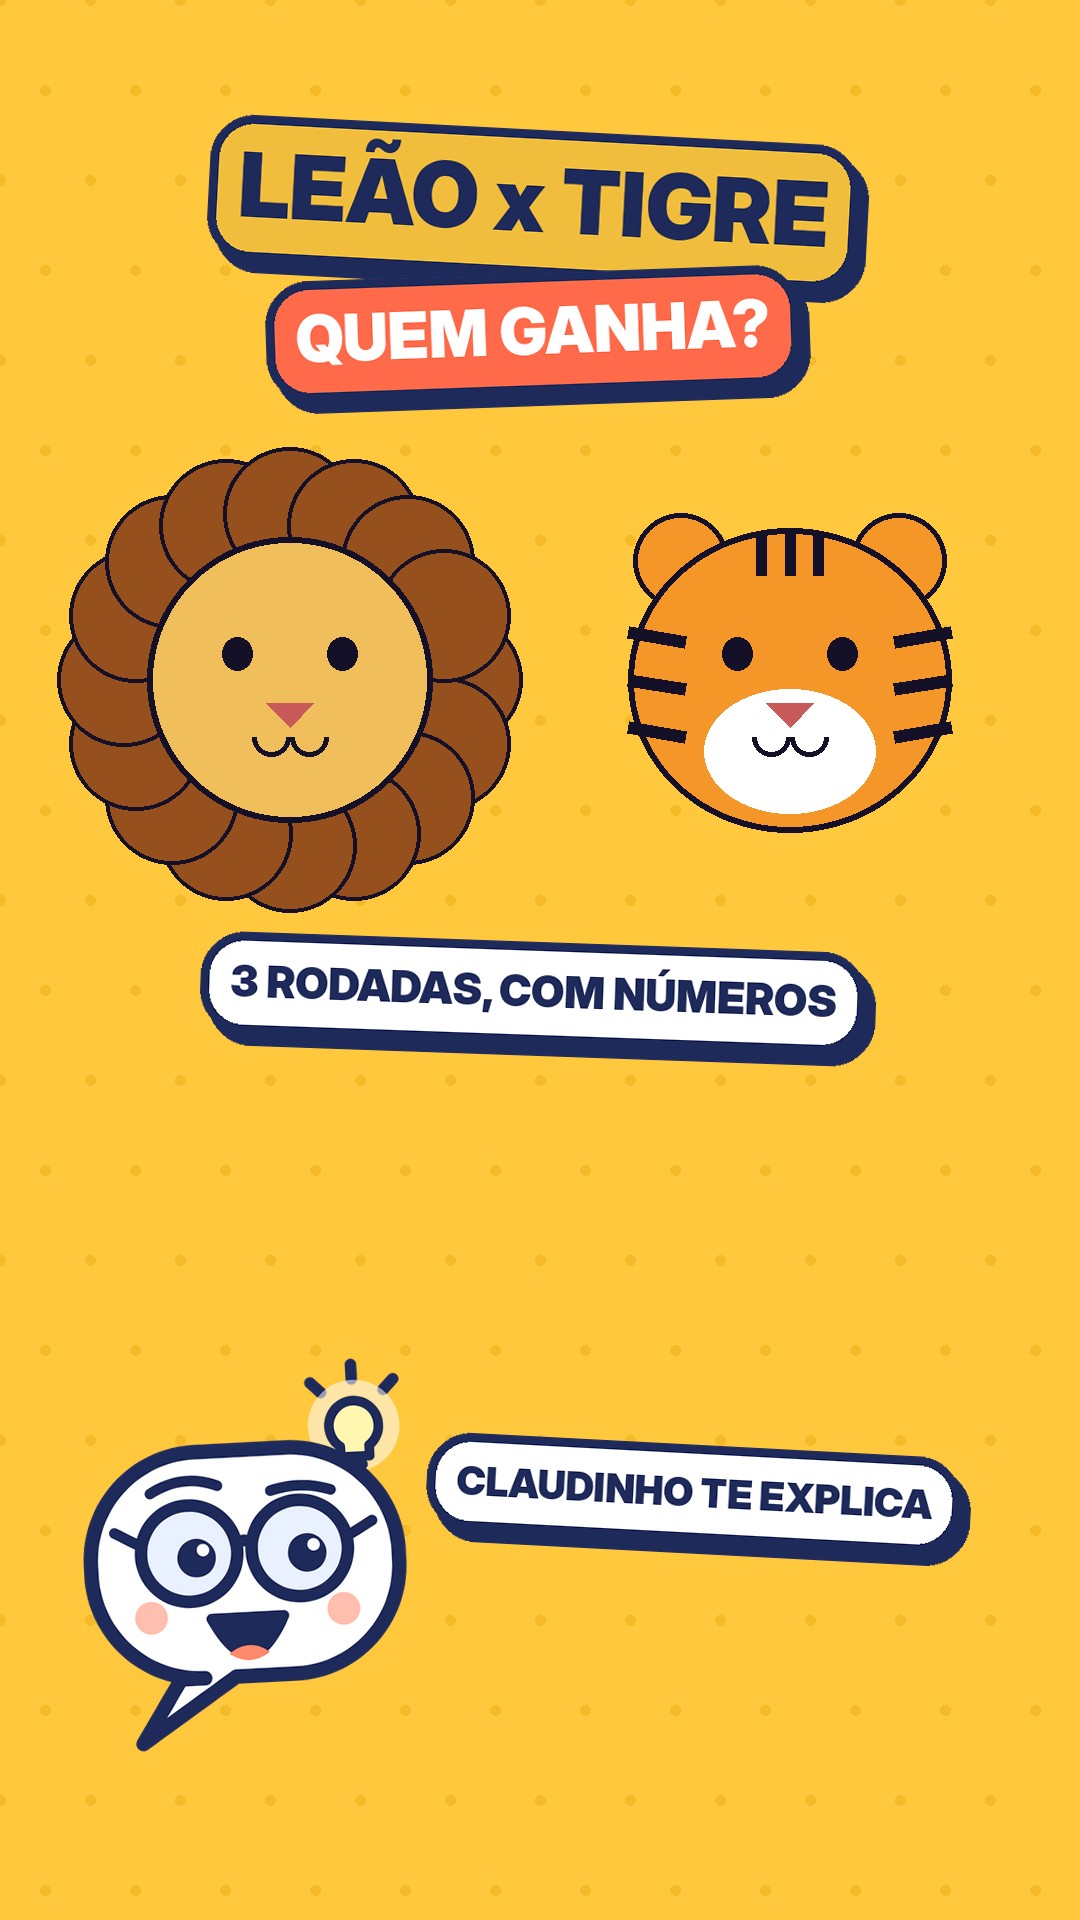 LEÃO x TIGRE
QUEM GANHA?
3 RODADAS, COM NÚMEROS
CLAUDINHO TE EXPLICA